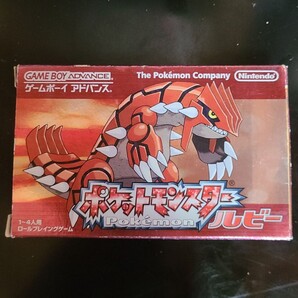 GAME BOY ADVANCE
ゲームボーイ アドバンス
The Pokémon Company
Nintendo
ポケットモンスター
Pokémon
ルビー
1〜4人用
ロールプレイングゲーム